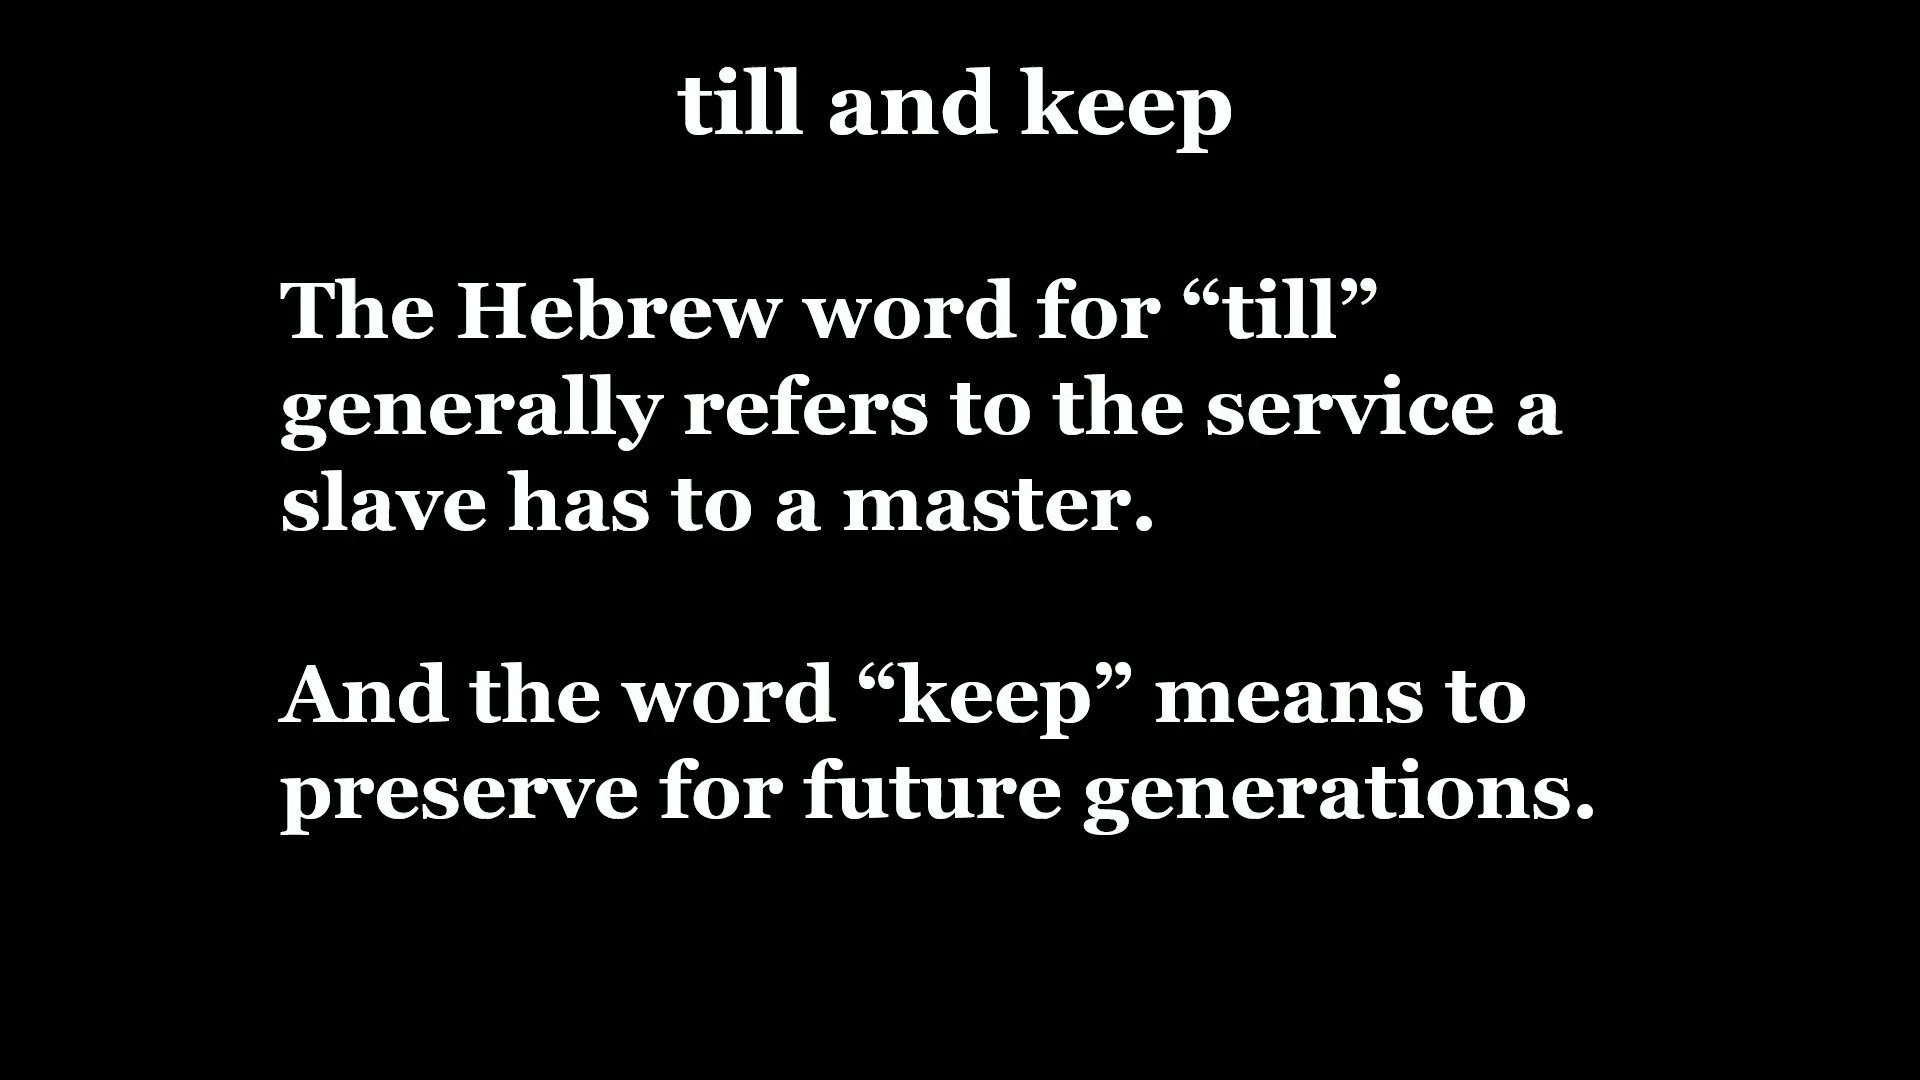 till and keep
The Hebrew word for “till”
generally refers to the service a
slave has to a master.
And the word “keep” means to
preserve for future generations.